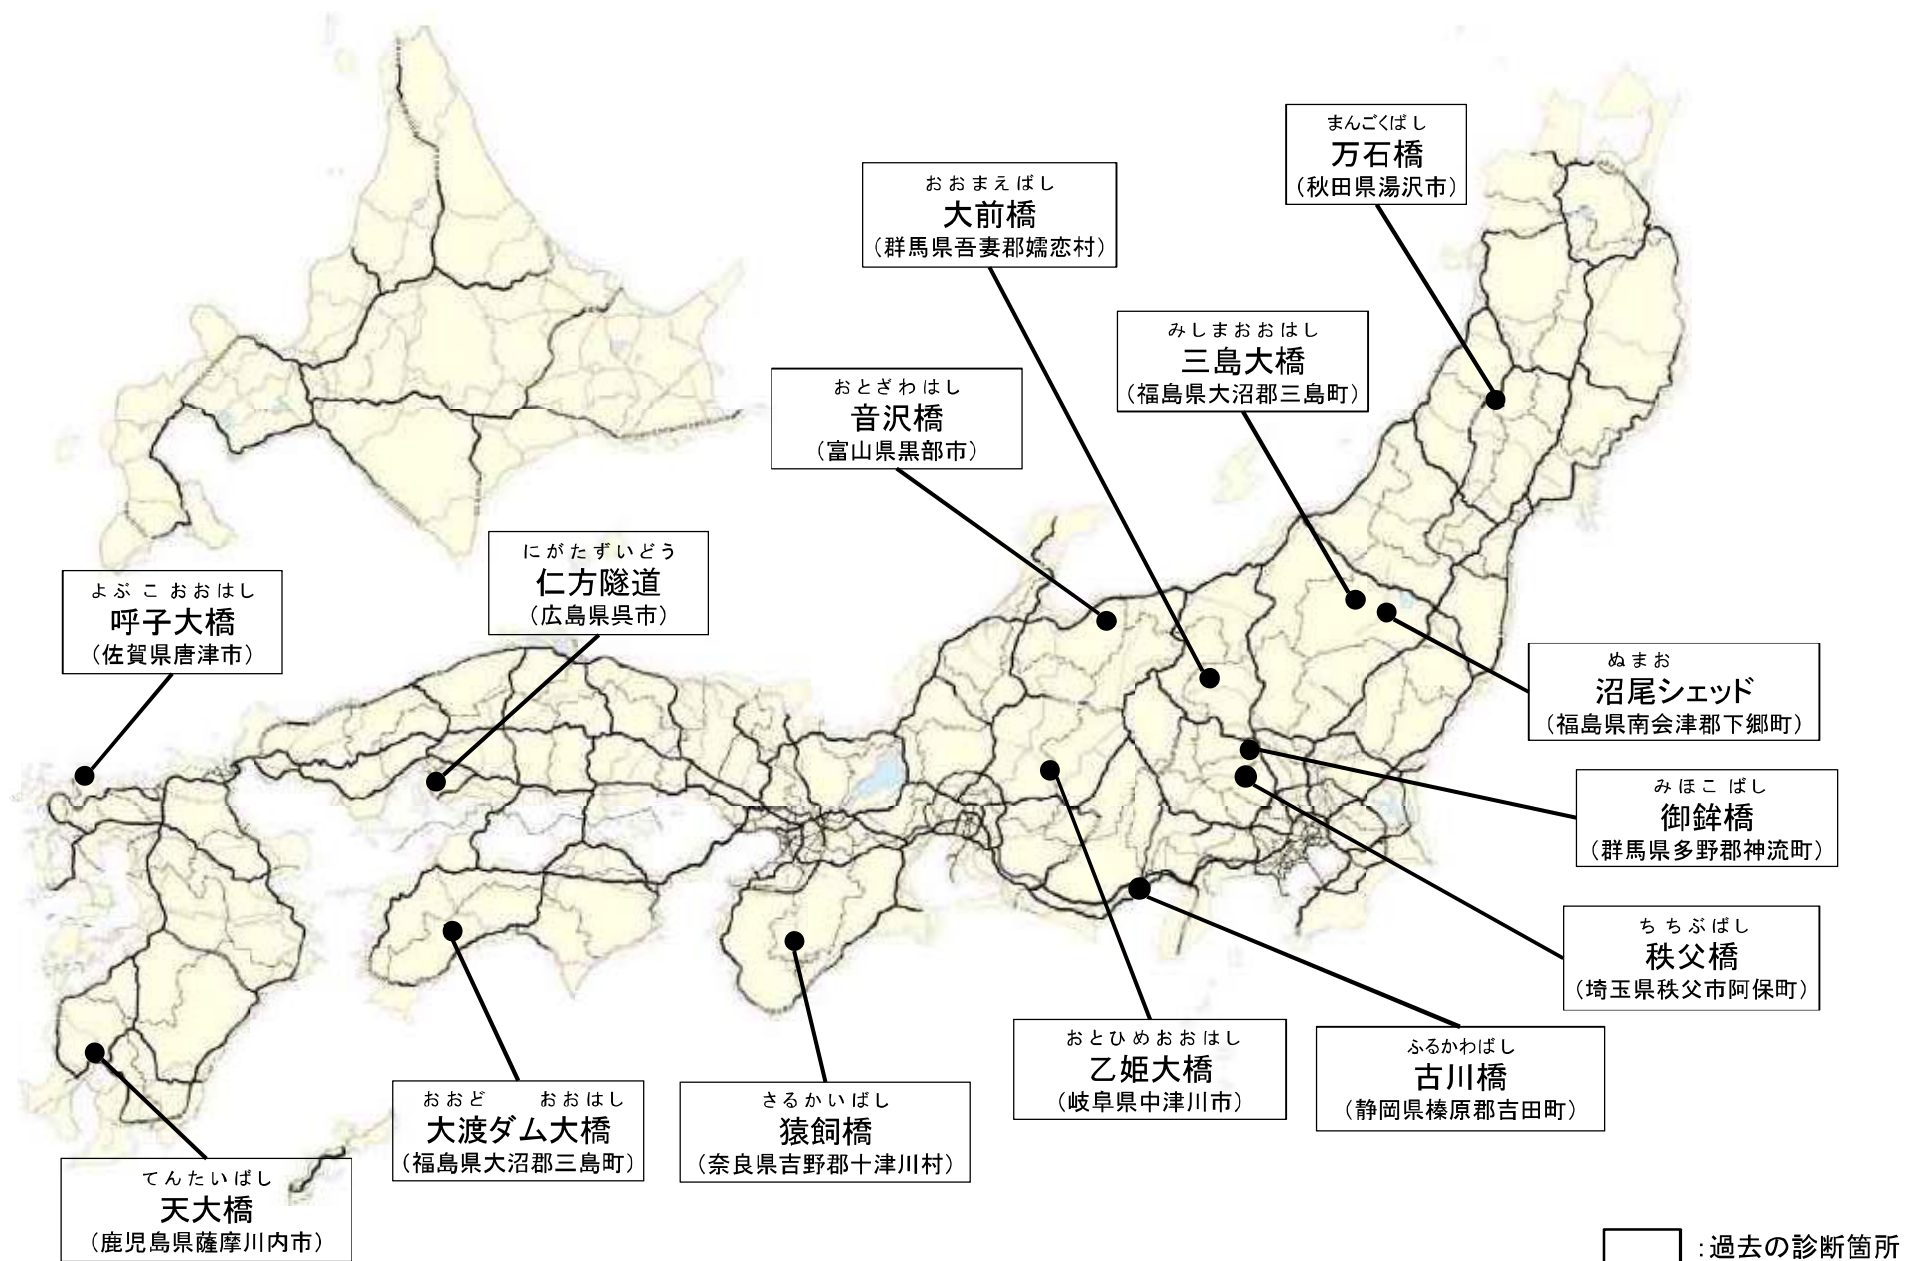 まんごくばし
万石橋
(秋田県湯沢市)
おおまえばし
大前橋
(群馬県吾妻郡嬬恋村)
みしまおおはし
三島大橋
(福島県大沼郡三島町)
おとざわはし
音沢橋
(富山県黒部市)
にがたずいどう
仁方隧道
(広島県呉市)
よぶこおおはし
呼子大橋
(佐賀県唐津市)
ぬまお
沼尾シェッド
(福島県南会津郡下郷町)
みほこばし
御鉾橋
(群馬県多野郡神流町)
ちちぶばし
秩父橋
(埼玉県秩父市阿保町)
おとひめおおはし
乙姫大橋
(岐阜県中津川市)
ふるかわばし
古川橋
(静岡県榛原郡吉田町)
おおど おおはし
大渡ダム大橋
(福島県大沼郡三島町)
さるかいばし
猿飼橋
(奈良県吉野郡十津川村)
てんたいばし
天大橋
(鹿児島県薩摩川内市)
:過去の診断箇所